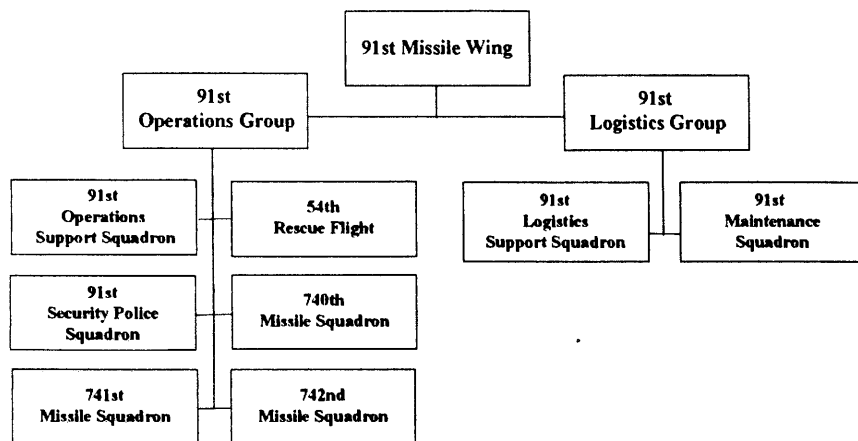 91st Missile Wing
91st
Operations Group
91st
Logistics Group
91st
Operations
Support Squadron
54th
Rescue Flight
91st
Logistics
Support Squadron
91st
Maintenance
Squadron
91st
Security Police
Squadron
740th
Missile Squadron
741st
Missile Squadron
742nd
Missile Squadron